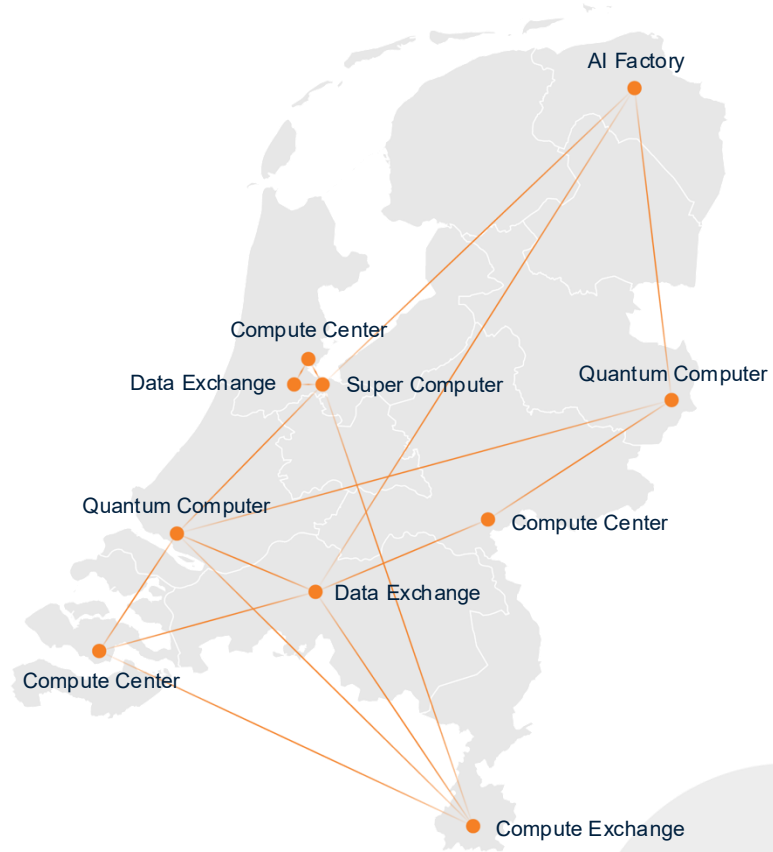 AI Factory
Compute Center
Data Exchange
Super Computer
Quantum Computer
Quantum Computer
Compute Center
Data Exchange
Compute Center
Compute Exchange